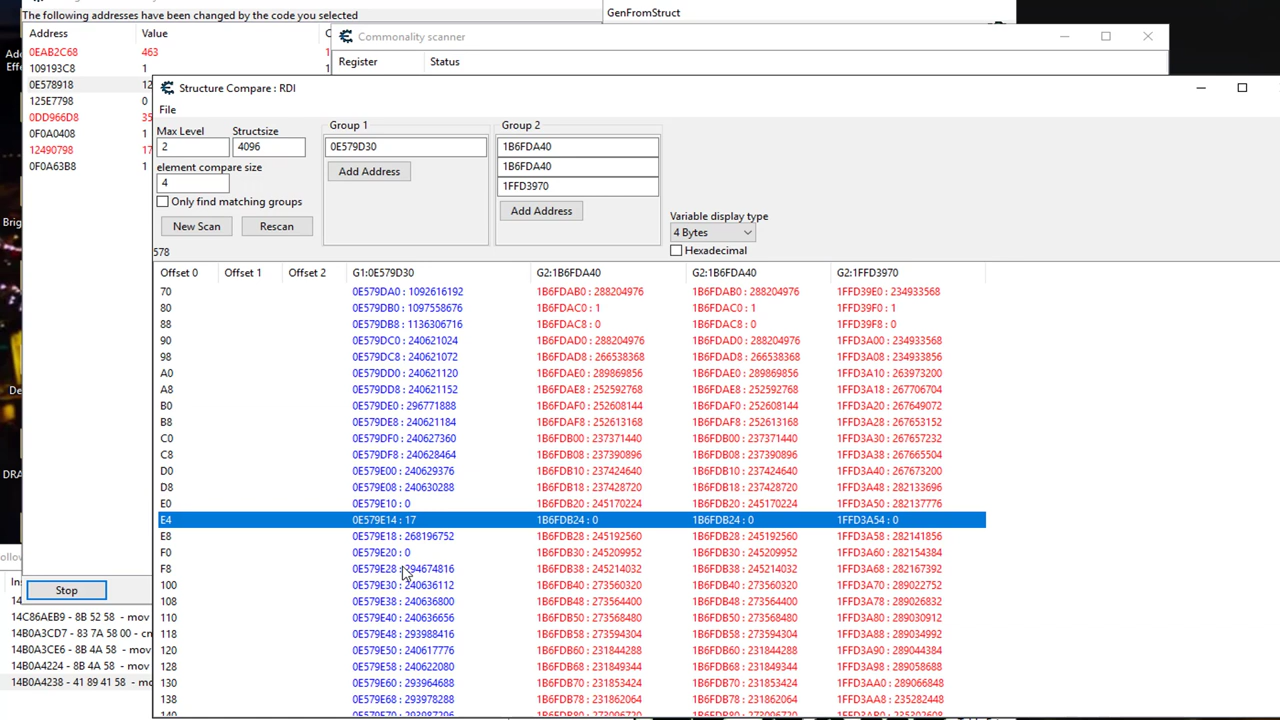 The following addresses have been changed by the code you selected
GenFromStruct
Address Value
0EAB2C68 463
109193C8 1
0E578918 12
125E7798 0
0DD966D8 35
0F0A0408 1
12490798 17
0F0A63B8 1
Commonality scanner
Register Status
Structure Compare : RDI
File
Max Level Structsize
2 4096
element compare size
4
Only find matching groups
New Scan Rescan
Group 1
0E579D30
Add Address
Group 2
1B6FDA40
1B6FDA40
1FFD3970
Add Address
Variable display type
4 Bytes
Hexadecimal
578
Offset 0 Offset 1 Offset 2 G1:0E579D30 G2:1B6FDA40 G2:1B6FDA40 G2:1FFD3970
70 0E579DA0 : 1092616192 1B6FDAB0 : 288204976 1B6FDAB0 : 288204976 1FFD39E0 : 234933568
80 0E579DB0 : 1097558676 1B6FDAC0 : 1 1B6FDAC0 : 1 1FFD39F0 : 1
88 0E579DB8 : 1136306716 1B6FDAC8 : 0 1B6FDAC8 : 0 1FFD39F8 : 0
90 0E579DC0 : 240621024 1B6FDAD0 : 288204976 1B6FDAD0 : 288204976 1FFD3A00 : 234933568
98 0E579DC8 : 240621072 1B6FDAD8 : 266538368 1B6FDAD8 : 266538368 1FFD3A08 : 234933856
A0 0E579DD0 : 240621120 1B6FDAE0 : 289869856 1B6FDAE0 : 289869856 1FFD3A10 : 263973200
A8 0E579DD8 : 240621152 1B6FDAE8 : 252592768 1B6FDAE8 : 252592768 1FFD3A18 : 267706704
B0 0E579DE0 : 296771888 1B6FDAF0 : 252608144 1B6FDAF0 : 252608144 1FFD3A20 : 267649072
B8 0E579DE8 : 240621184 1B6FDAF8 : 252613168 1B6FDAF8 : 252613168 1FFD3A28 : 267653152
C0 0E579DF0 : 240627360 1B6FDB00 : 237371440 1B6FDB00 : 237371440 1FFD3A30 : 267657232
C8 0E579DF8 : 240628464 1B6FDB08 : 237390896 1B6FDB08 : 237390896 1FFD3A38 : 267665504
D0 0E579E00 : 240629376 1B6FDB10 : 237424640 1B6FDB10 : 237424640 1FFD3A40 : 267673200
D8 0E579E08 : 240630288 1B6FDB18 : 237428720 1B6FDB18 : 237428720 1FFD3A48 : 282133696
E0 0E579E10 : 0 1B6FDB20 : 245170224 1B6FDB20 : 245170224 1FFD3A50 : 282137776
E4 0E579E14 : 17 1B6FDB24 : 0 1B6FDB24 : 0 1FFD3A54 : 0
E8 0E579E18 : 268196752 1B6FDB28 : 245192560 1B6FDB28 : 245192560 1FFD3A58 : 282141856
F0 0E579E20 : 0 1B6FDB30 : 245209952 1B6FDB30 : 245209952 1FFD3A60 : 282154384
F8 0E579E28 : 294674816 1B6FDB38 : 245214032 1B6FDB38 : 245214032 1FFD3A68 : 282167392
100 0E579E30 : 240636112 1B6FDB40 : 273560320 1B6FDB40 : 273560320 1FFD3A70 : 289022752
108 0E579E38 : 240636800 1B6FDB48 : 273564400 1B6FDB48 : 273564400 1FFD3A78 : 289026832
110 0E579E40 : 240636656 1B6FDB50 : 273568480 1B6FDB50 : 273568480 1FFD3A80 : 289030912
118 0E579E48 : 293988416 1B6FDB58 : 273594304 1B6FDB58 : 273594304 1FFD3A88 : 289034992
120 0E579E50 : 240617776 1B6FDB60 : 231844288 1B6FDB60 : 231844288 1FFD3A90 : 289044384
128 0E579E58 : 240622080 1B6FDB68 : 231849344 1B6FDB68 : 231849344 1FFD3A98 : 289058688
130 0E579E60 : 293964688 1B6FDB70 : 231853424 1B6FDB70 : 231853424 1FFD3AA0 : 289066848
138 0E579E68 : 293978288 1B6FDB78 : 231862064 1B6FDB78 : 231862064 1FFD3AA8 : 235282448
Stop
14C86AEB9 - 8B 52 58 - mov
14B0A3CD7 - 83 7A 58 00 - cn
14B0A3CE6 - 8B 4A 58 - mov
14B0A4224 - 8B 4A 58 - mov
14B0A4238 - 41 89 41 58 - mo